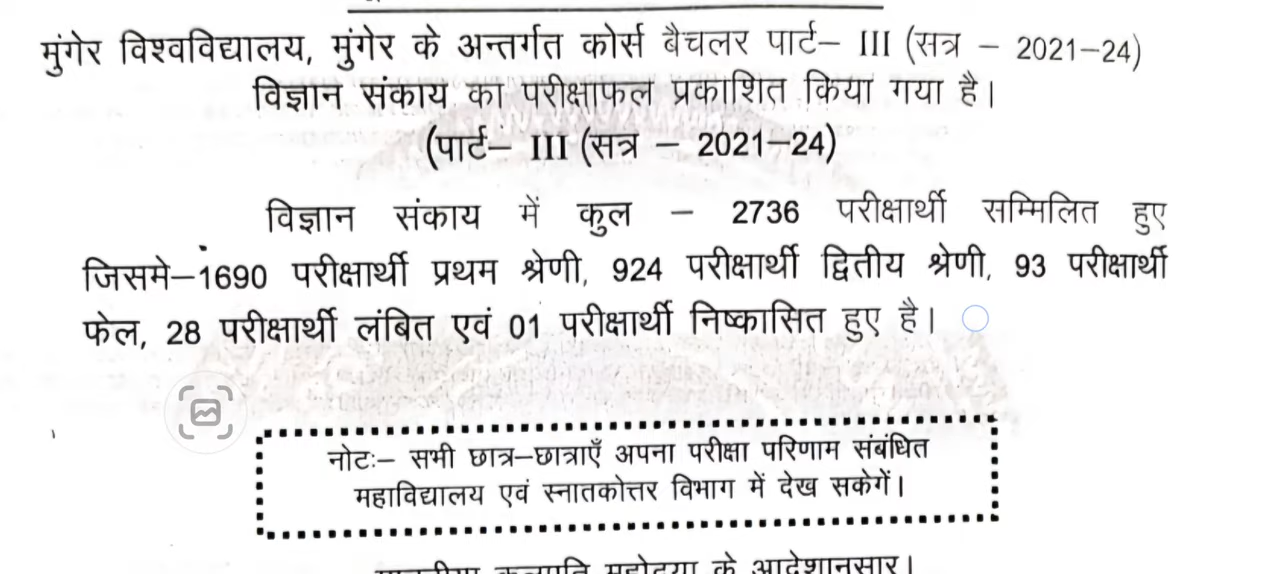 मुंगेर विश्वविद्यालय, मुंगेर के अन्तर्गत कोर्स बैचलर पार्ट– III (सत्र – 2021–24)
विज्ञान संकाय का परीक्षाफल प्रकाशित किया गया है।
(पार्ट– III (सत्र – 2021–24)
विज्ञान संकाय में कुल – 2736 परीक्षार्थी सम्मिलित हुए
जिसमे–1690 परीक्षार्थी प्रथम श्रेणी, 924 परीक्षार्थी द्वितीय श्रेणी, 93 परीक्षार्थी
फेल, 28 परीक्षार्थी लंबित एवं 01 परीक्षार्थी निष्कासित हुए है।
नोटः– सभी छात्र–छात्राएँ अपना परीक्षा परिणाम संबंधित
महाविद्यालय एवं स्नातकोत्तर विभाग में देख सकेगें।
के आदेशानुसार।